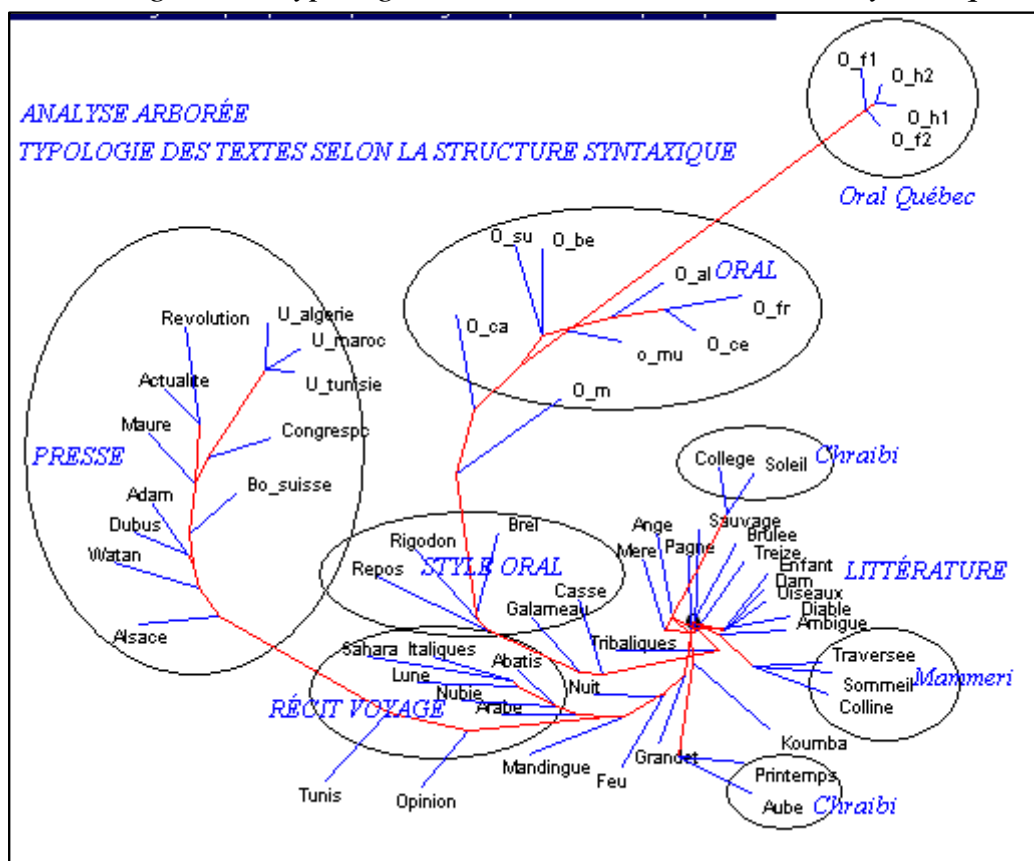 ANALYSE ARBORÉE
TYPOLOGIE DES TEXTES SELON LA STRUCTURE SYNTAXIQUE
O_f1
O_h2
O_h1
O_f2
Oral Québec
O_su
O_be
O_al
ORAL
O_fr
O_ca
o_mu
O_ce
O_m
Revolution
U_algerie
U_maroc
U_tunisie
Actualite
Maure
Congrespc
PRESSE
Bo_suisse
Adam
Dubus
Watan
Alsace
College
Soleil
Chraibi
Brel
Rigodon
Repos
STYLE ORAL
Casse
Galarneau
Ange
Mere
Pagne
Sauvage
Brûlee
Treize
Enfant
LITTÉRATURE
Dam
Oiseaux
Diable
Ambigue
Tribaliques
Sahara
Italiques
Abatis
Lune
Nubie
Arabe
RÉCIT VOYAGE
Nuit
Traversee
Sommeil
Mammeri
Colline
Koumba
Mandingue
Feu
Grandet
Tunis
Opinion
Printemps
Aube
Chraibi